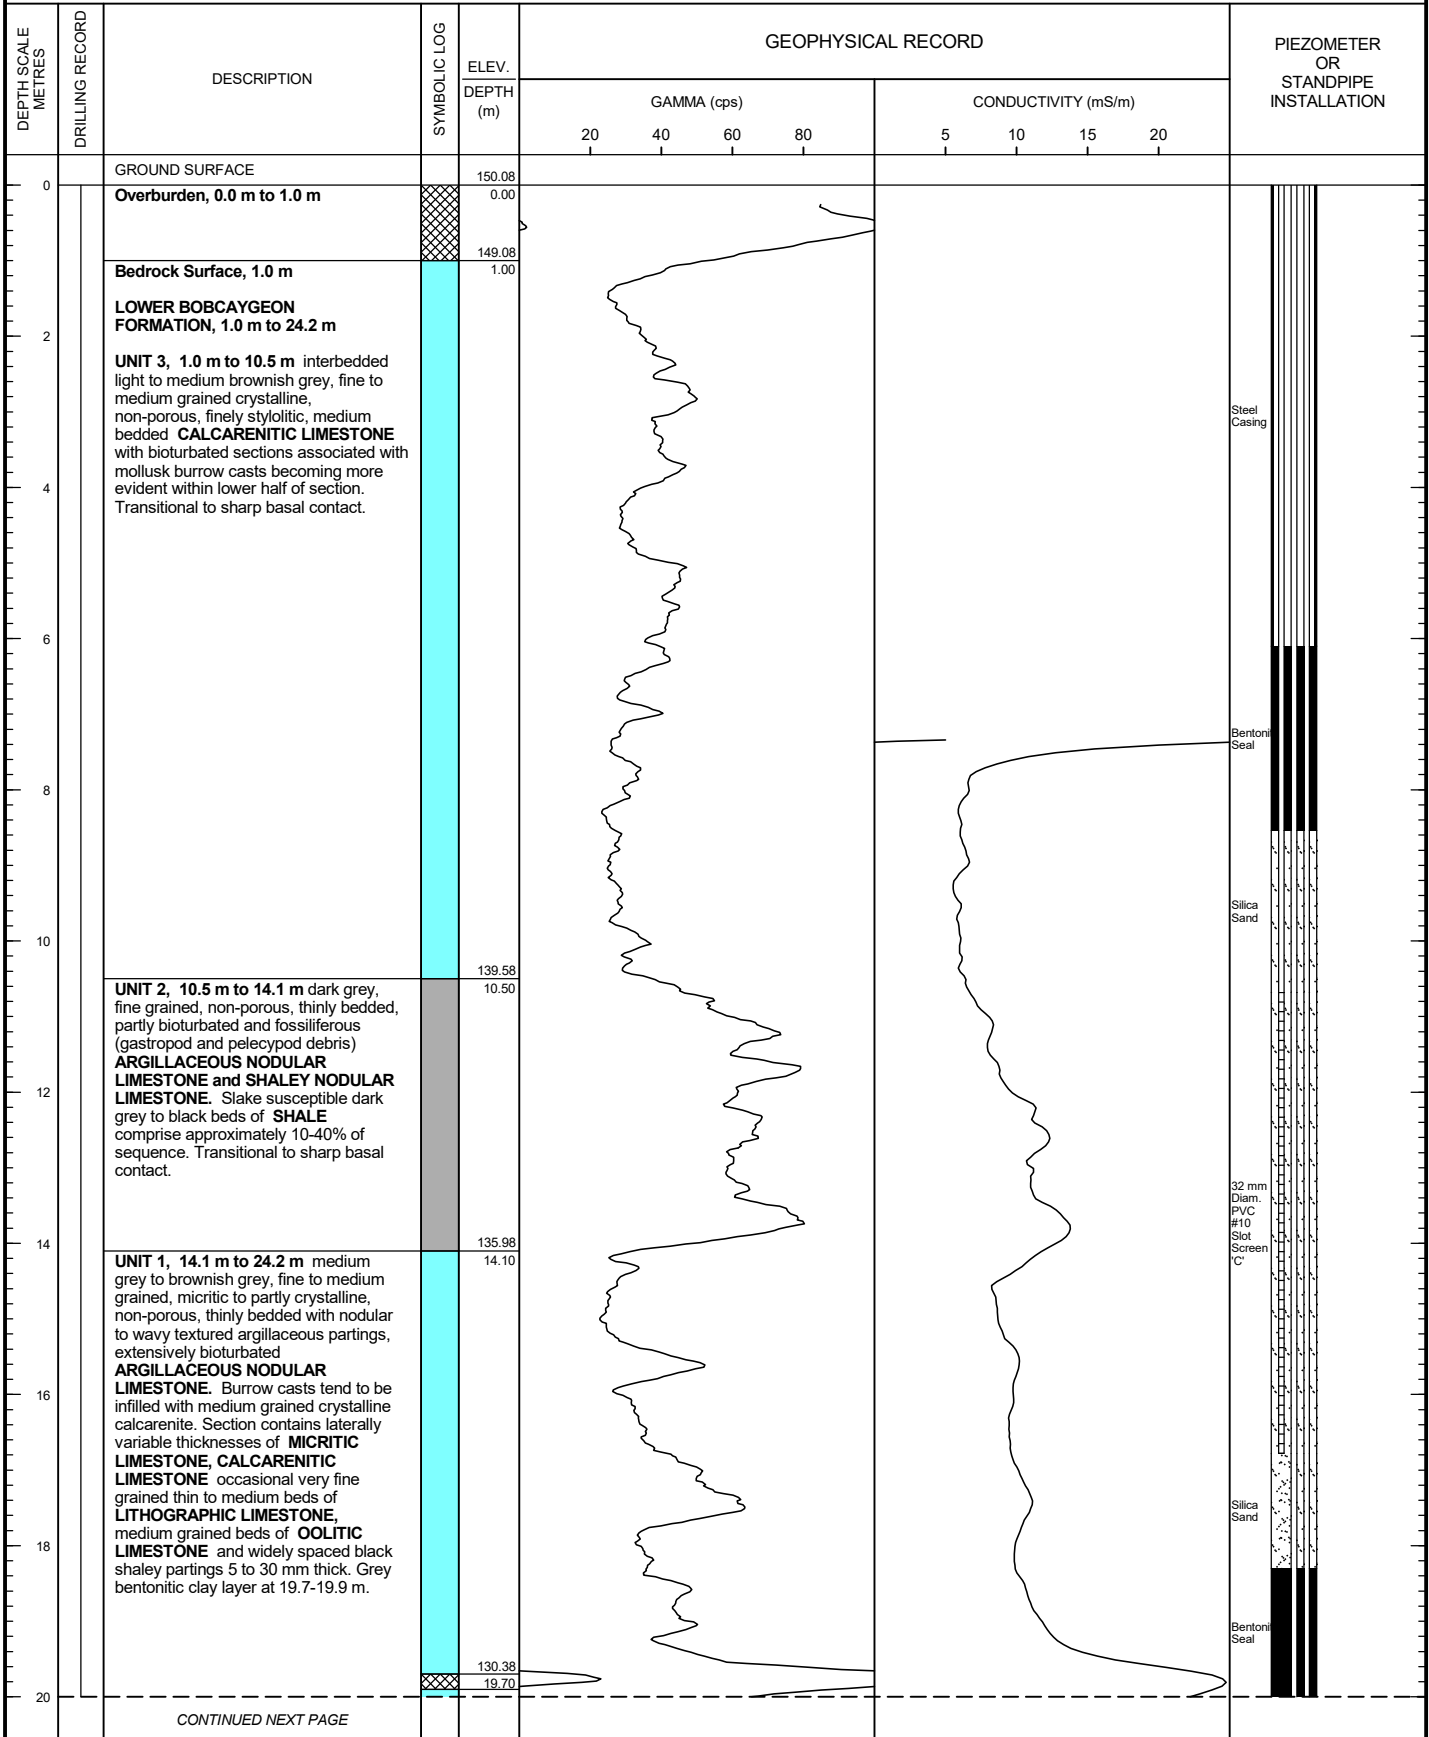 DEPTH SCALE
METRES
DRILLING RECORD
DESCRIPTION
SYMBOLIC LOG
ELEV.
DEPTH
(m)
GEOPHYSICAL RECORD
GAMMA (cps)
20 40 60 80
CONDUCTIVITY (mS/m)
5 10 15 20
PIEZOMETER
OR
STANDPIPE
INSTALLATION
GROUND SURFACE
150.08
0
Overburden, 0.0 m to 1.0 m
0.00
149.08
Bedrock Surface, 1.0 m
1.00
LOWER BOBCAYGEON
FORMATION, 1.0 m to 24.2 m
2
UNIT 3, 1.0 m to 10.5 m interbedded
light to medium brownish grey, fine to
medium grained crystalline,
non-porous, finely stylolitic, medium
bedded CALCARENITIC LIMESTONE
with bioturbated sections associated with
mollusk burrow casts becoming more
evident within lower half of section.
Transitional to sharp basal contact.
Steel
Casing
4
6
Bentoni
Seal
8
Silica
Sand
10
139.58
10.50
UNIT 2, 10.5 m to 14.1 m dark grey,
fine grained, non-porous, thinly bedded,
partly bioturbated and fossiliferous
(gastropod and pelecypod debris)
ARGILLACEOUS NODULAR
LIMESTONE and SHALEY NODULAR
LIMESTONE. Slake susceptible dark
grey to black beds of SHALE
comprise approximately 10-40% of
sequence. Transitional to sharp basal
contact.
12
32 mm
Diam.
PVC
#10
Slot
Screen
'C'
14
135.98
14.10
UNIT 1, 14.1 m to 24.2 m medium
grey to brownish grey, fine to medium
grained, micritic to partly crystalline,
non-porous, thinly bedded with nodular
to wavy textured argillaceous partings,
extensively bioturbated
ARGILLACEOUS NODULAR
LIMESTONE. Burrow casts tend to be
infilled with medium grained crystalline
calcarenite. Section contains laterally
variable thicknesses of MICRITIC
LIMESTONE, CALCARENITIC
LIMESTONE occasional very fine
grained thin to medium beds of
LITHOGRAPHIC LIMESTONE,
medium grained beds of OOLITIC
LIMESTONE and widely spaced black
shaley partings 5 to 30 mm thick. Grey
bentonitic clay layer at 19.7-19.9 m.
16
Silica
Sand
18
Bentoni
Seal
130.38
19.70
20
CONTINUED NEXT PAGE